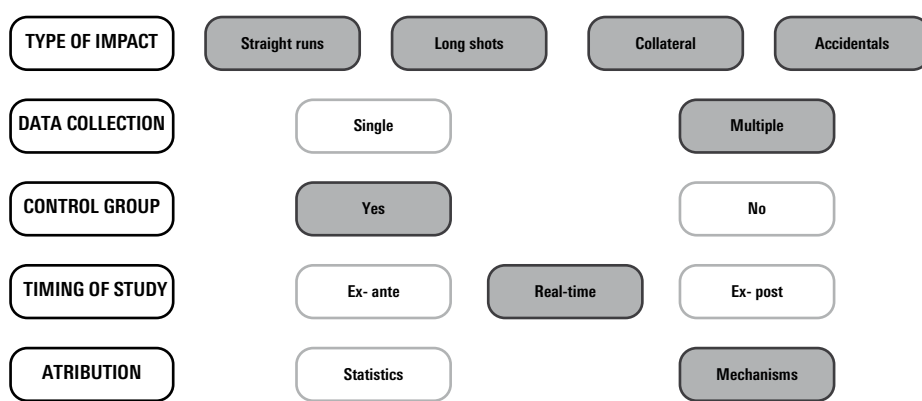 TYPE OF IMPACT Straight runs Long shots Collateral Accidentals
DATA COLLECTION Single Multiple
CONTROL GROUP Yes No
TIMING OF STUDY Ex- ante Real-time Ex- post
ATRIBUTION Statistics Mechanisms